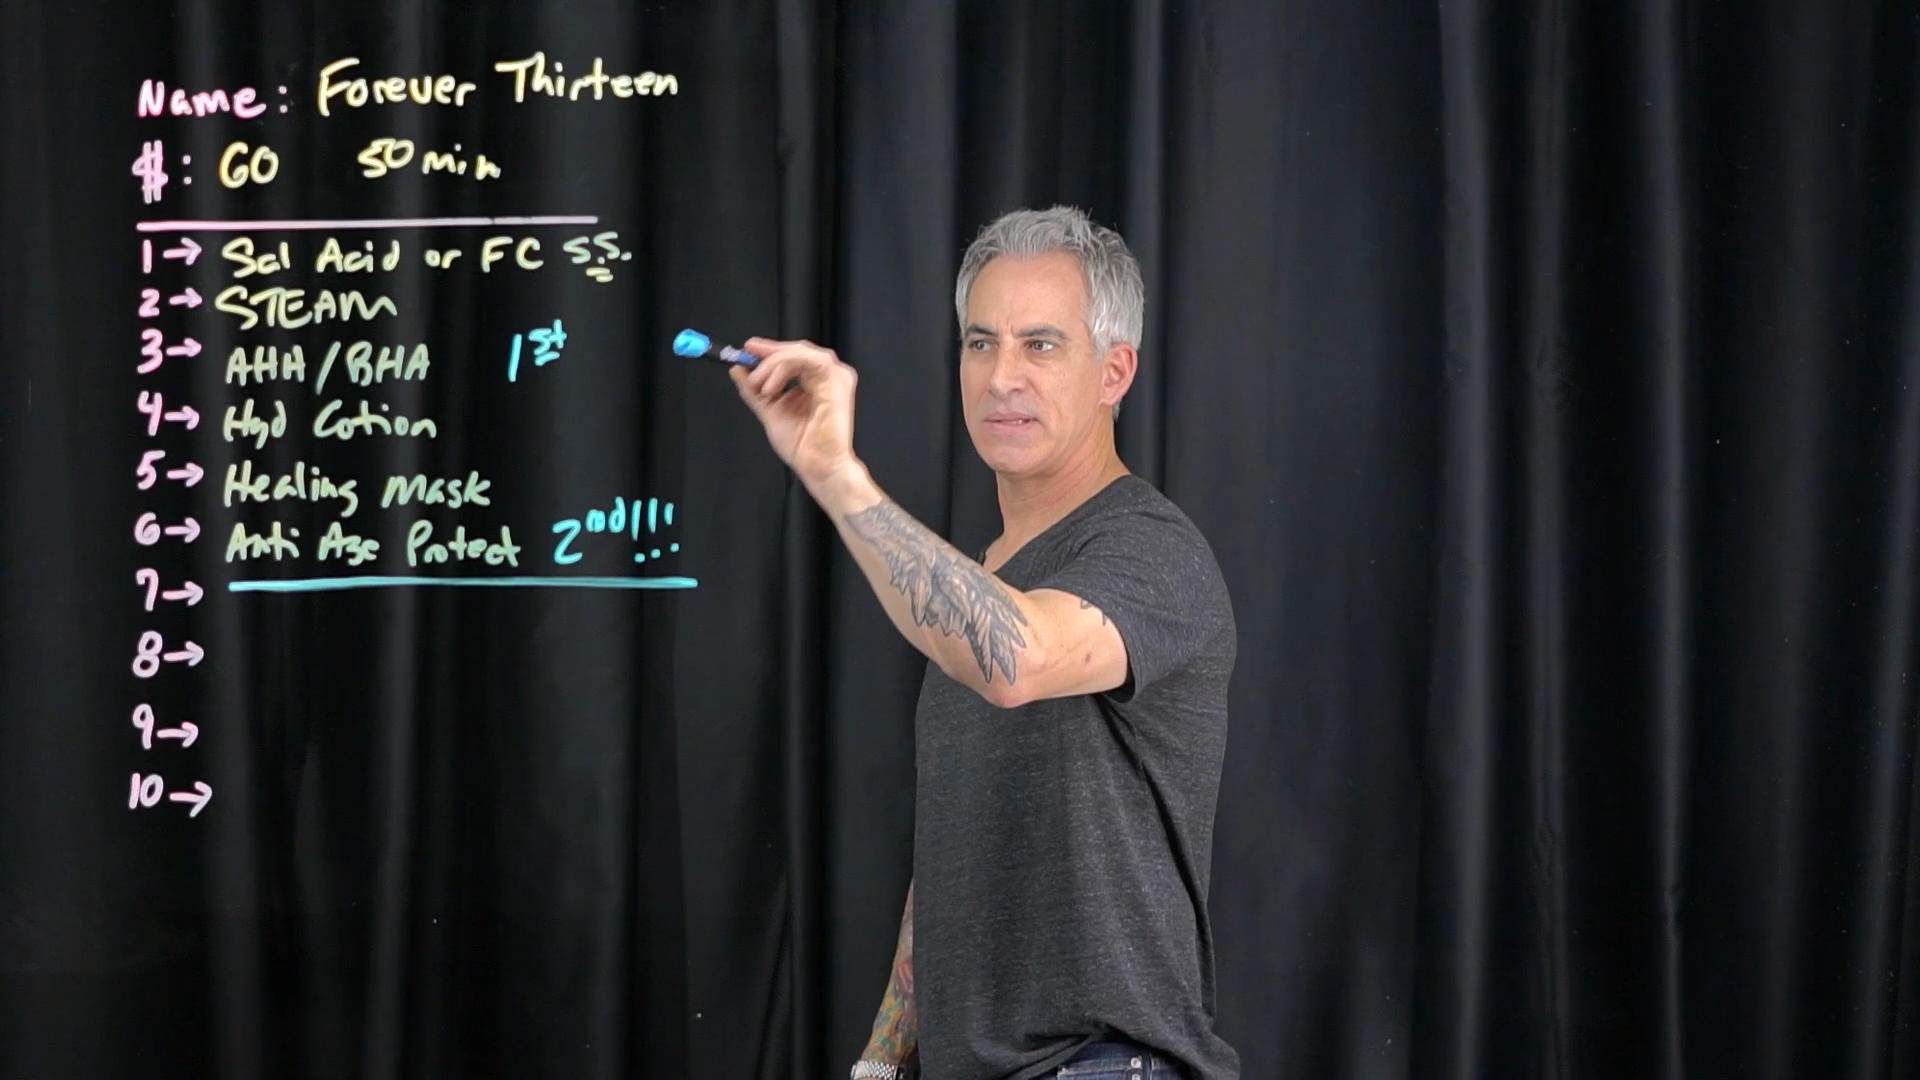 Name: Forever Thirteen
$: 60 50 min
1→ Sal Acid or FC S.S.
2→ STEAM
3→ AHA/BHA 1st
4→ Hyd Lotion
5→ Healing Mask
6→ Anti Age Protect 2nd!!!
7→
8→
9→
10→